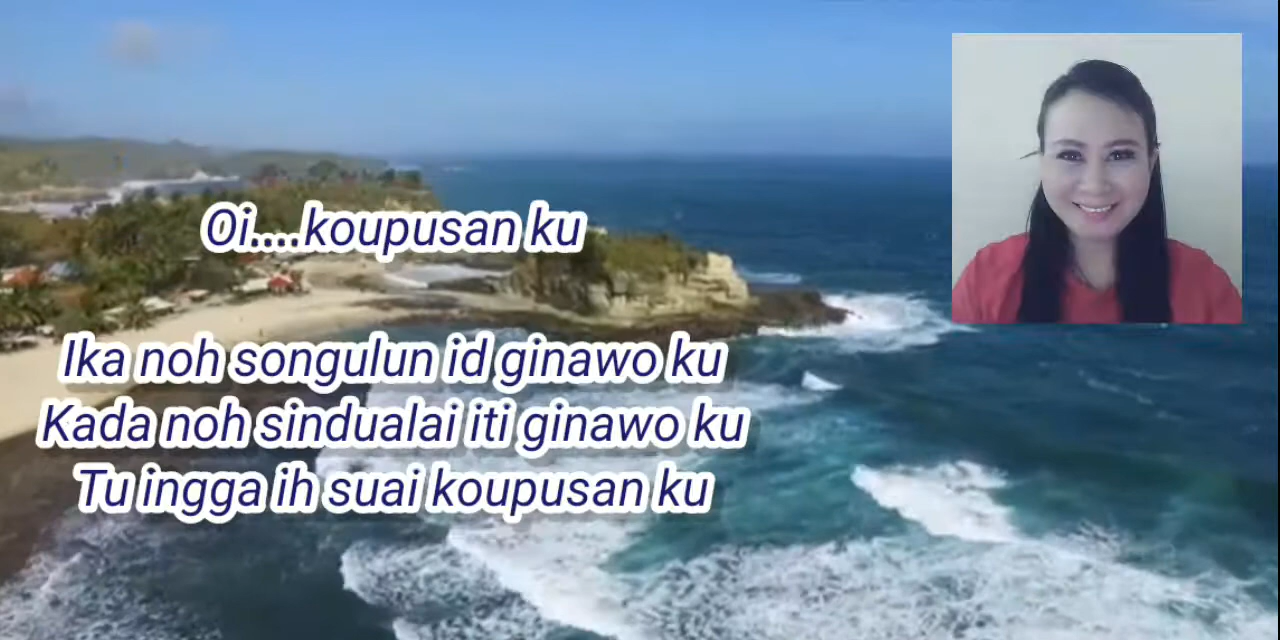 Oi....koupusan ku
Ika noh songulun id ginawo ku
Kada noh sindualai iti ginawo ku
Tu ingga ih suai koupusan ku